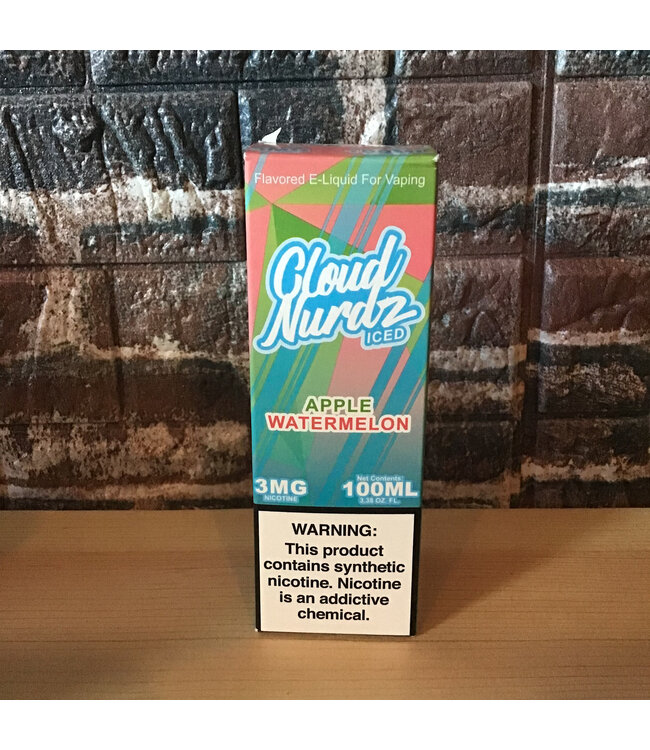 Flavored E-Liquid For Vaping
Cloud
Nurdz
ICED
APPLE
WATERMELON
3MG
NICOTINE
Net Contents:
100ML
3.38 OZ. FL.
WARNING:
This product
contains synthetic
nicotine. Nicotine
is an addictive
chemical.